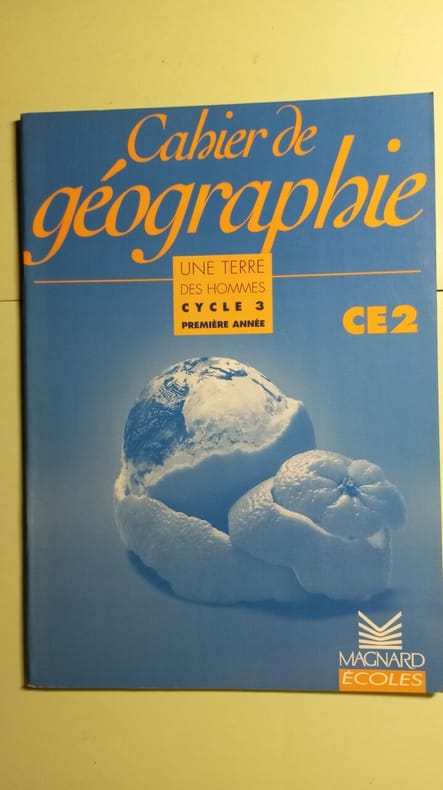 Cahier de
géographie
UNE TERRE
DES HOMMES
CYCLE 3
PREMIÈRE ANNÉE
CE2
MAGNARD
ÉCOLES